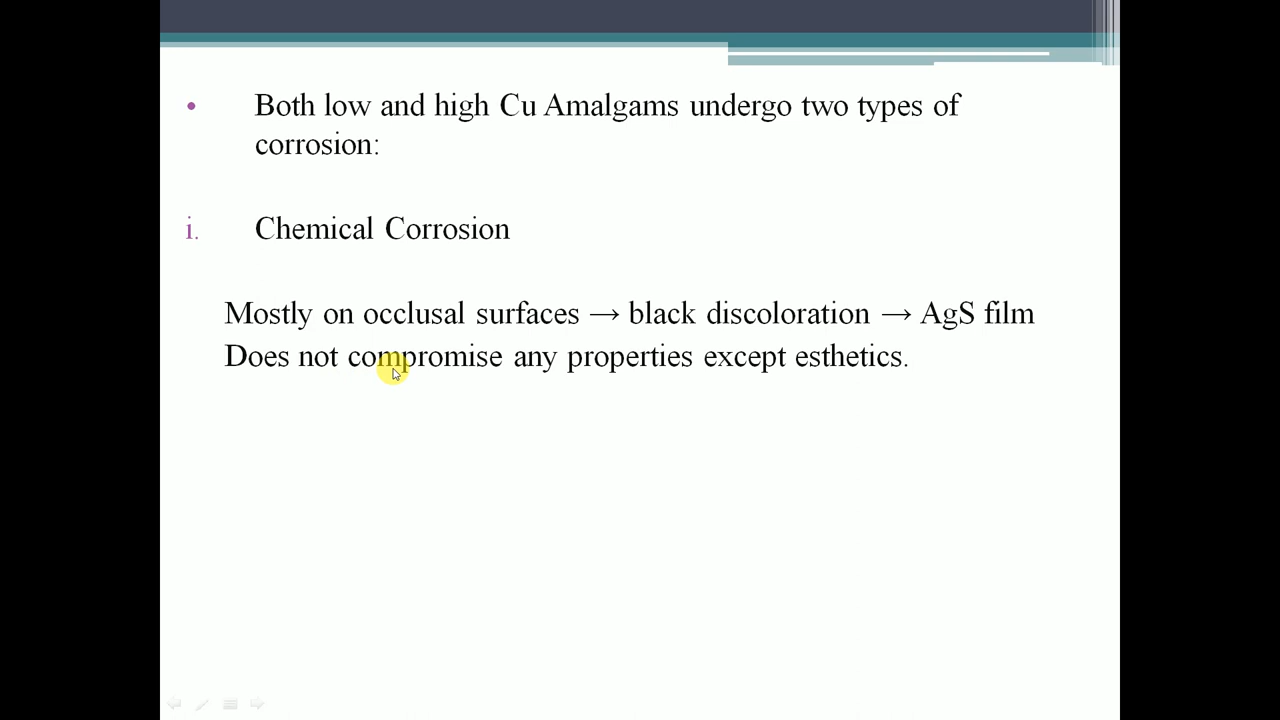 • Both low and high Cu Amalgams undergo two types of
corrosion:
i. Chemical Corrosion
Mostly on occlusal surfaces → black discoloration → AgS film
Does not compromise any properties except esthetics.